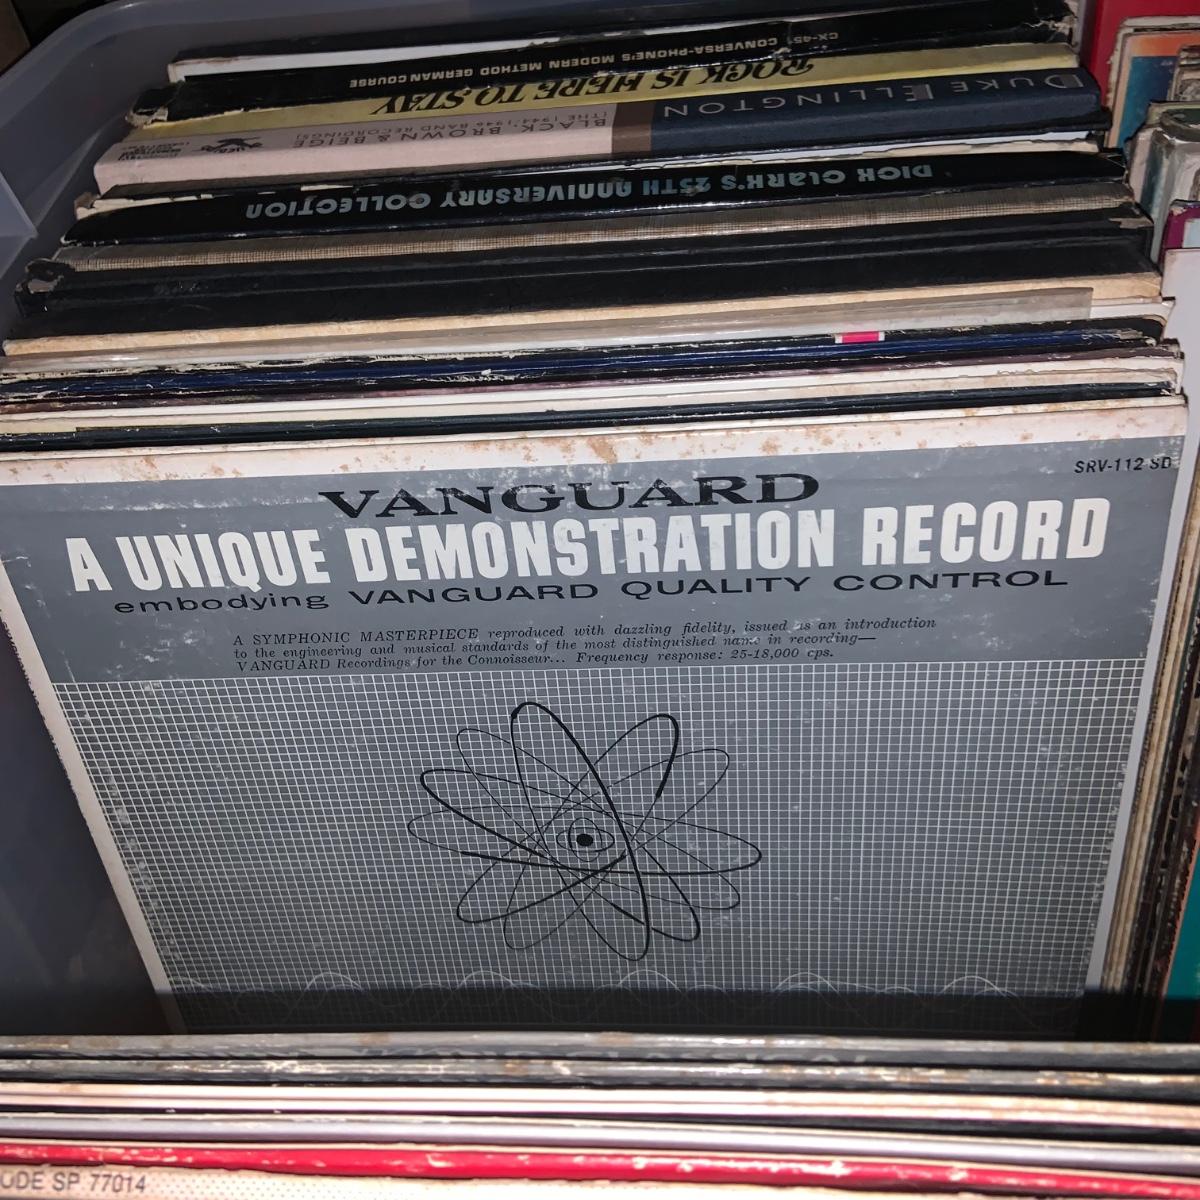 CX-451 CONVERSA-PHONE'S MODERN METHOD GERMAN COURSE
ROCK IS HERE TO STAY
DUKE ELLINGTON
BLACK, BROWN & BEIGE
(THE 1944-1946 BAND RECORDINGS)
DICK CLARK'S 25TH ANNIVERSARY COLLECTION
SRV-112 SD
VANGUARD
A UNIQUE DEMONSTRATION RECORD
embodying VANGUARD QUALITY CONTROL
A SYMPHONIC MASTERPIECE reproduced with dazzling fidelity, issued as an introduction
to the engineering and musical standards of the most distinguished name in recording—
VANGUARD Recordings for the Connoisseur... Frequency response: 25-18,000 cps.
ODE SP 77014